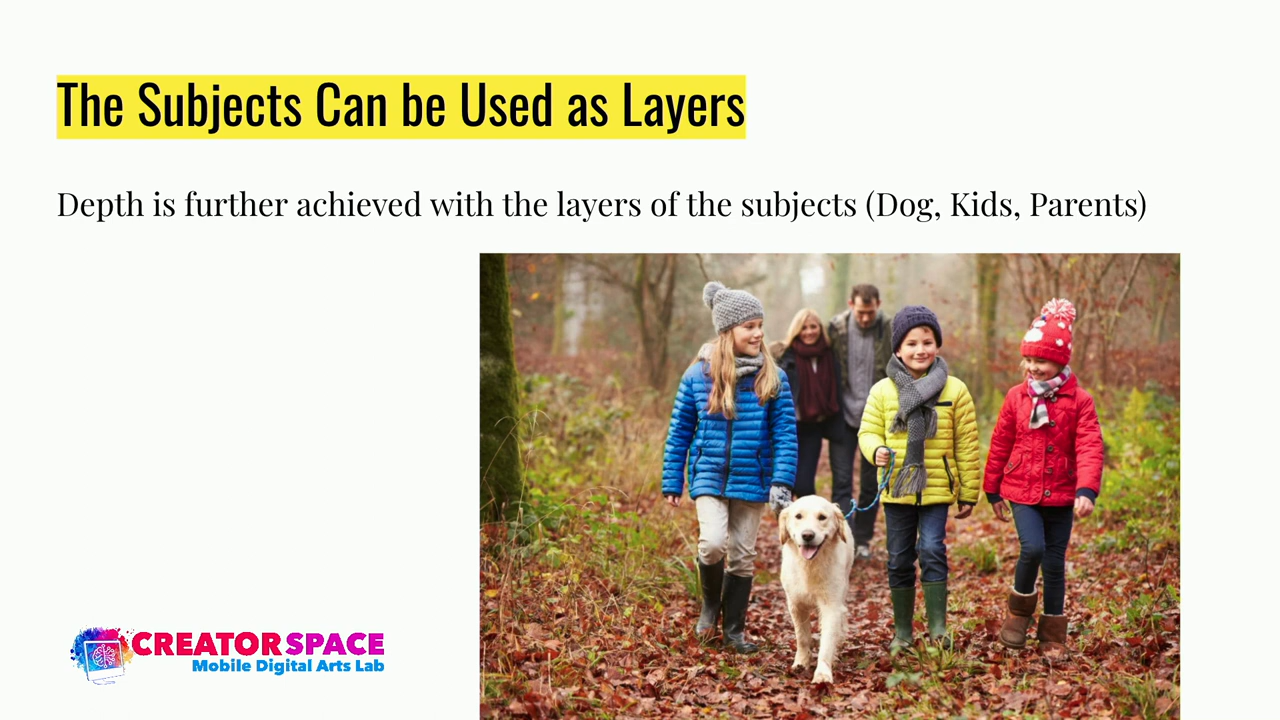 The Subjects Can be Used as Layers
Depth is further achieved with the layers of the subjects (Dog, Kids, Parents)
CREATOR SPACE
Mobile Digital Arts Lab